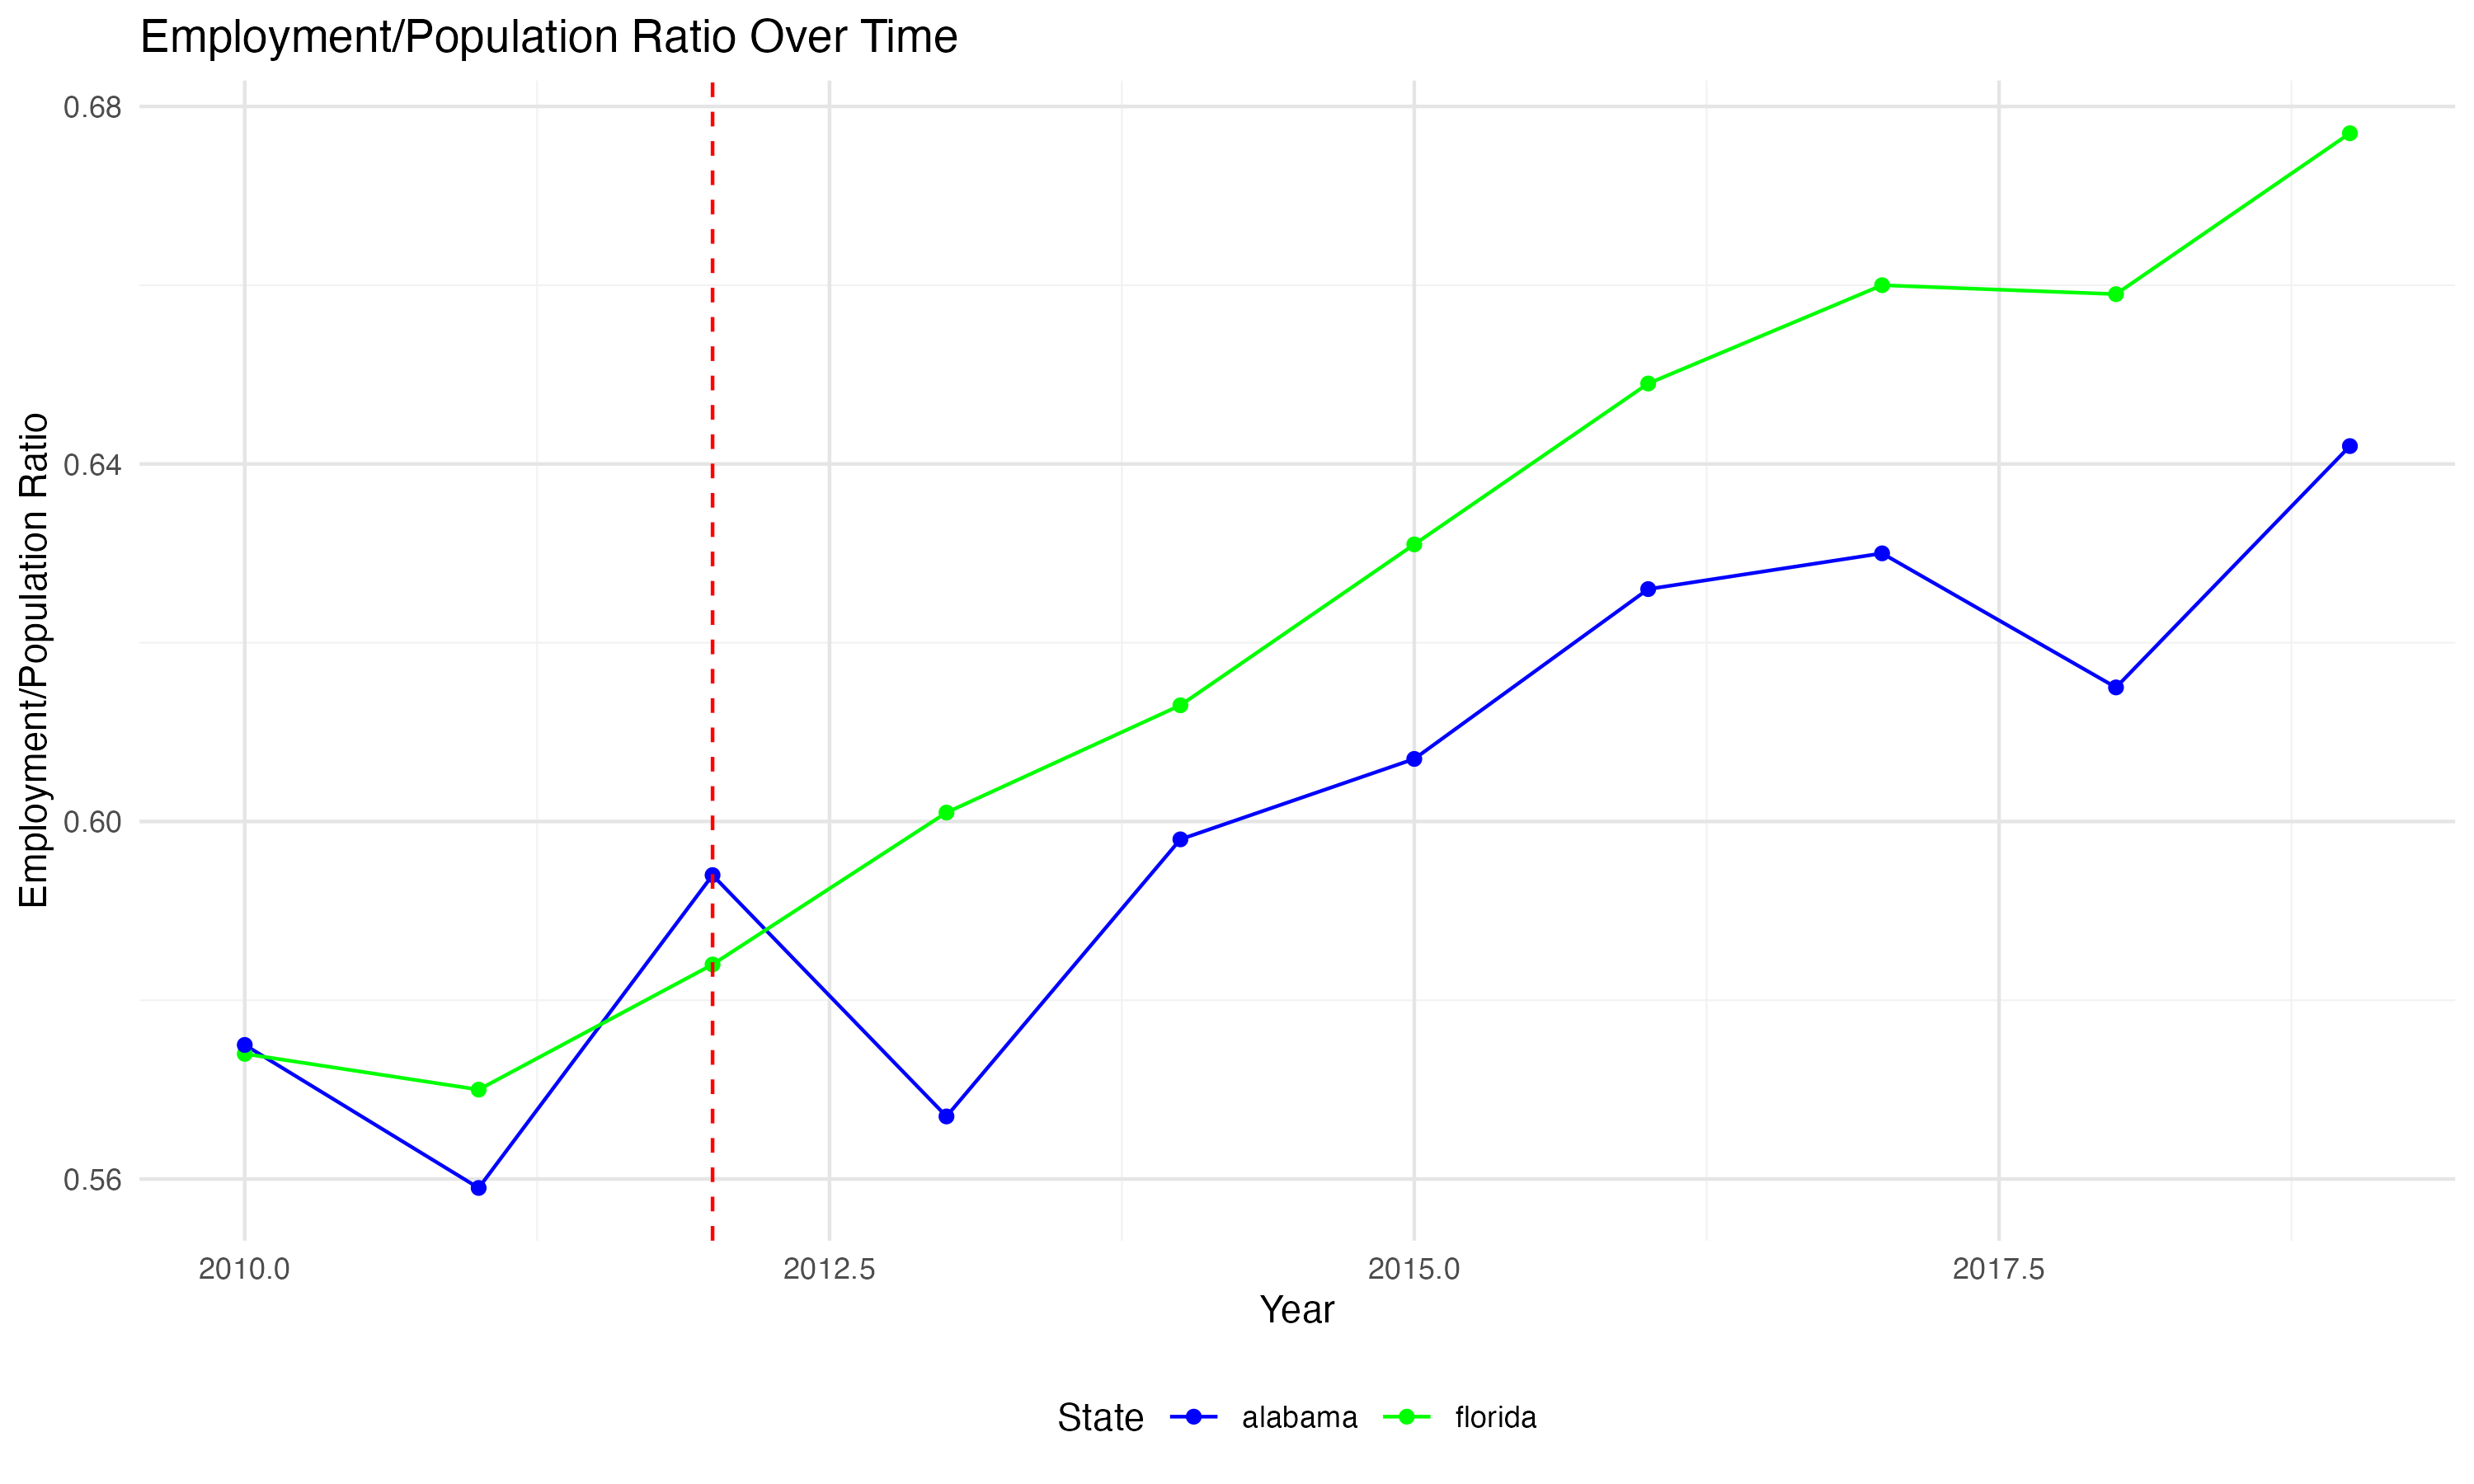 Employment/Population Ratio Over Time
Employment/Population Ratio
0.68
0.64
0.60
0.56
2010.0 2012.5 2015.0 2017.5
Year
State alabama florida